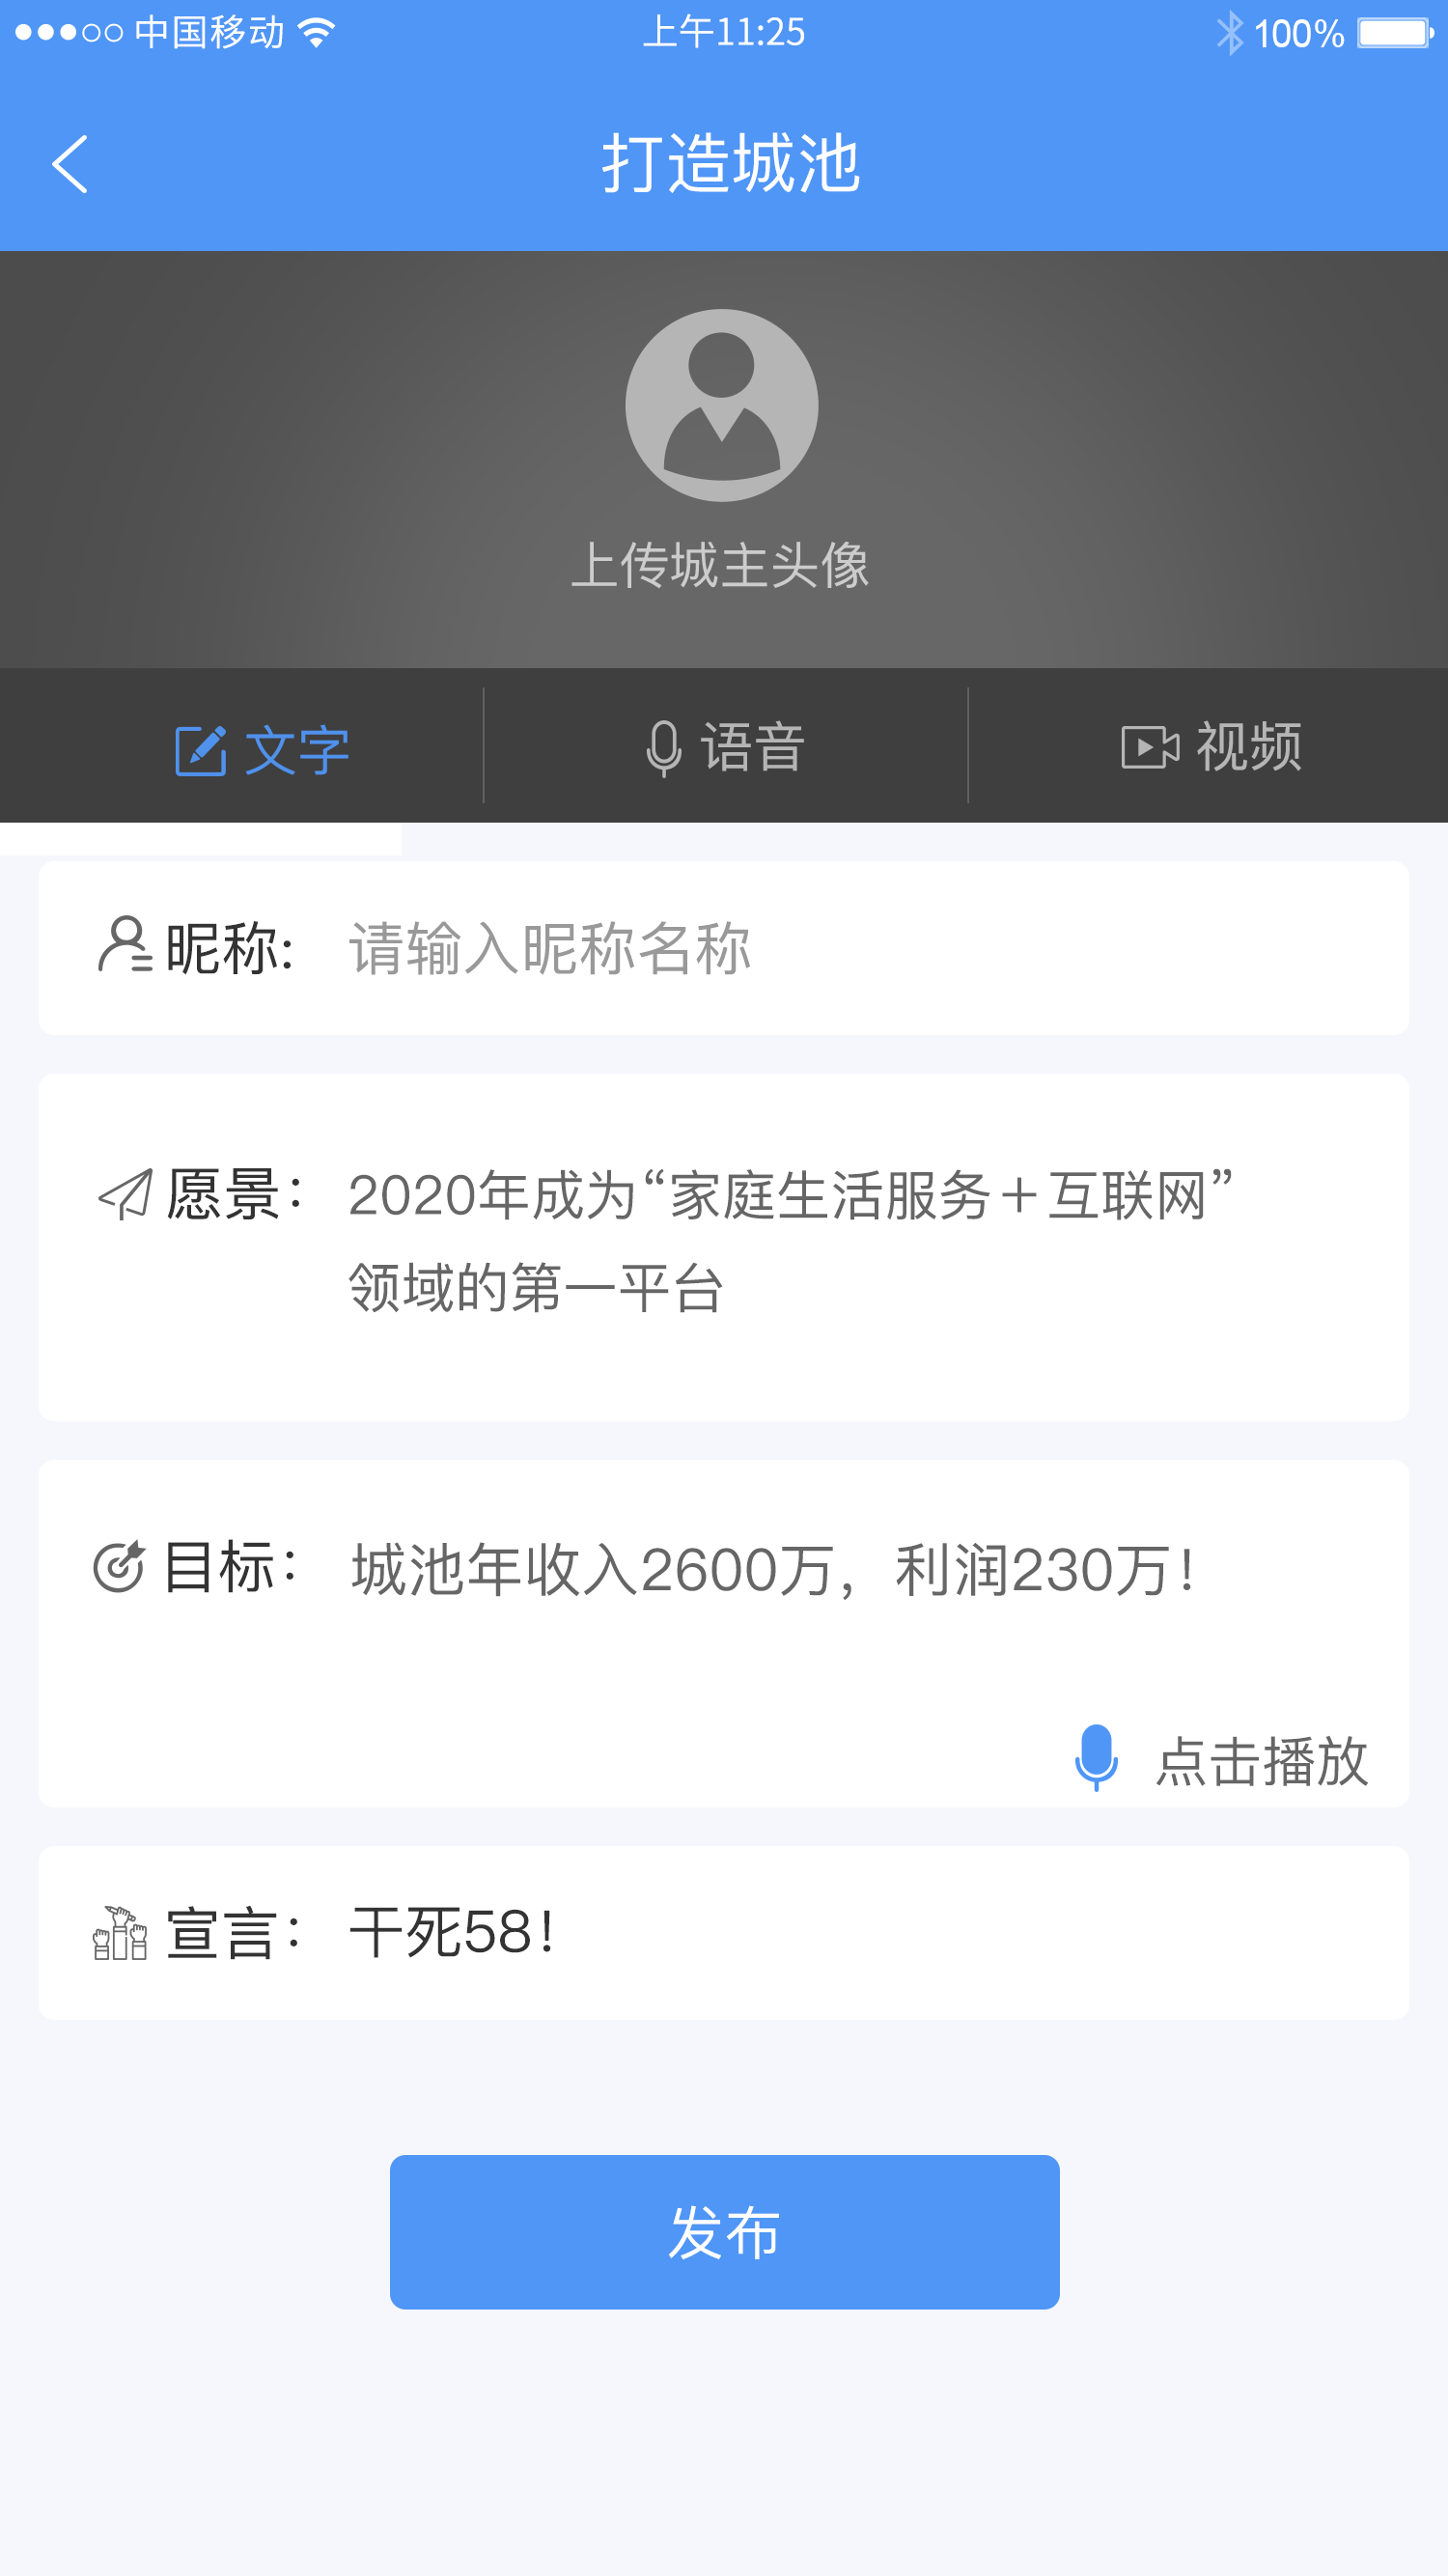 中国移动 上午11:25 100%
打造城池
上传城主头像
文字 语音 视频
昵称: 请输入昵称名称
愿景： 2020年成为“家庭生活服务＋互联网”
领域的第一平台
目标： 城池年收入2600万，利润230万！
点击播放
宣言： 干死58！
发布